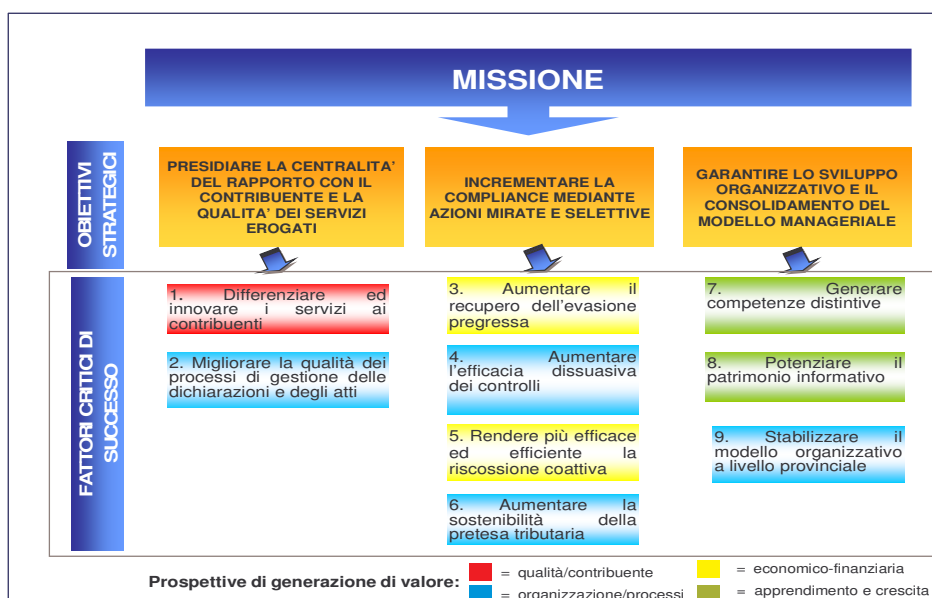 MISSIONE
OBIETTIVI
STRATEGICI
PRESIDIARE LA CENTRALITA'
DEL RAPPORTO CON IL
CONTRIBUENTE E LA
QUALITA' DEI SERVIZI
EROGATI
INCREMENTARE LA
COMPLIANCE MEDIANTE
AZIONI MIRATE E SELETTIVE
GARANTIRE LO SVILUPPO
ORGANIZZATIVO E IL
CONSOLIDAMENTO DEL
MODELLO MANAGERIALE
FATTORI CRITICI DI
SUCCESSO
1. Differenziare ed
innovare i servizi ai
contribuenti
2. Migliorare la qualità dei
processi di gestione delle
dichiarazioni e degli atti
3. Aumentare il
recupero dell'evasione
pregressa
4. Aumentare
l'efficacia dissuasiva
dei controlli
5. Rendere più efficace
ed efficiente la
riscossione coattiva
6. Aumentare la
sostenibilità della
pretesa tributaria
7. Generare
competenze distintive
8. Potenziare il
patrimonio informativo
9. Stabilizzare il
modello organizzativo
a livello provinciale
Prospettive di generazione di valore:
= qualità/contribuente
= organizzazione/processi
= economico-finanziaria
= apprendimento e crescita